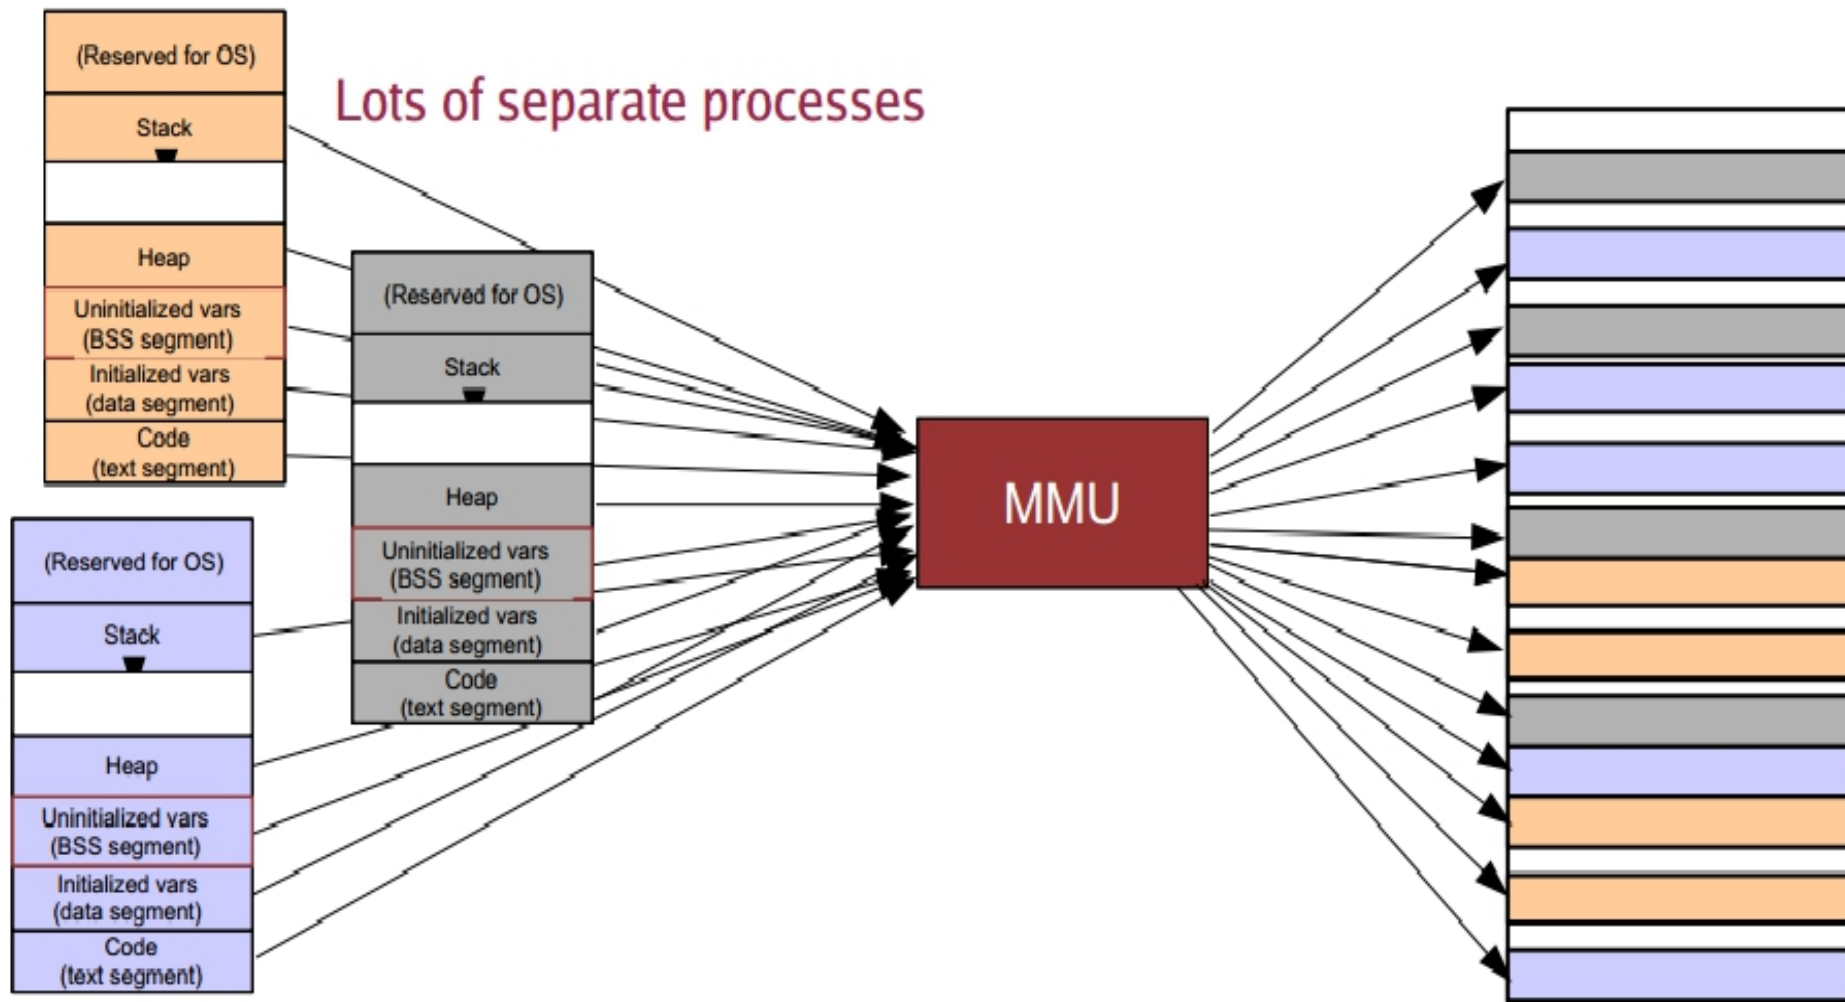 Lots of separate processes
(Reserved for OS)
Stack
Heap
Uninitialized vars
(BSS segment)
Initialized vars
(data segment)
Code
(text segment)
(Reserved for OS)
Stack
Heap
Uninitialized vars
(BSS segment)
Initialized vars
(data segment)
Code
(text segment)
(Reserved for OS)
Stack
Heap
Uninitialized vars
(BSS segment)
Initialized vars
(data segment)
Code
(text segment)
MMU